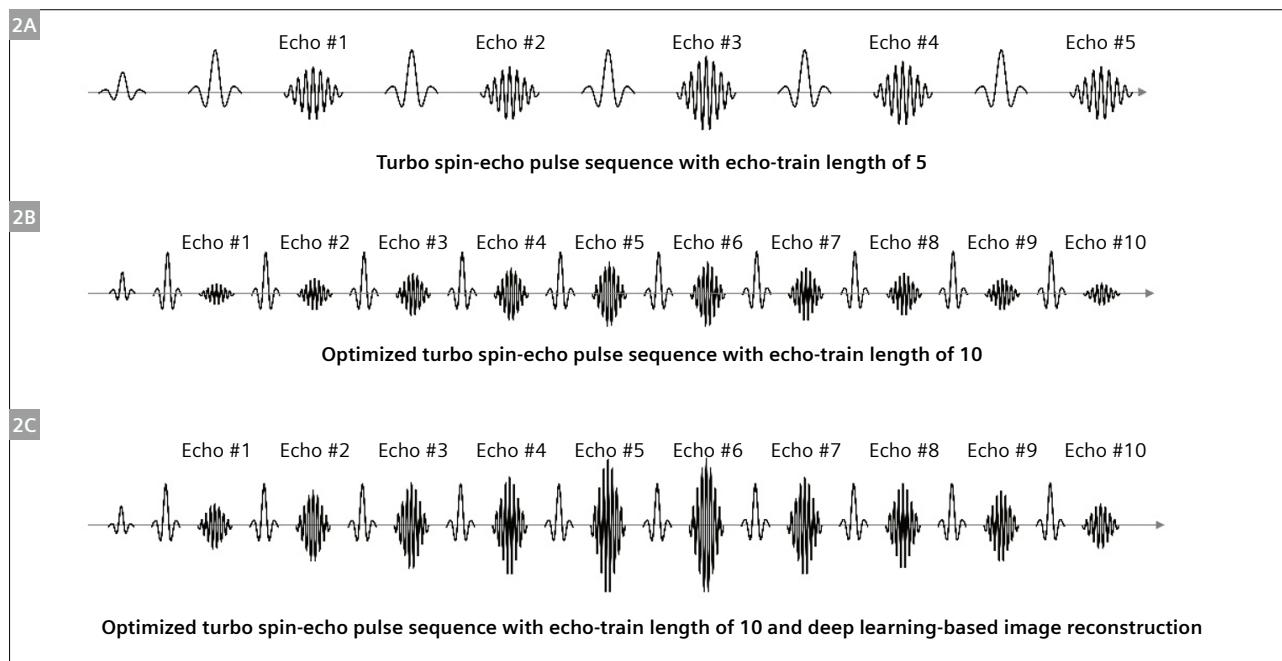 2A
Echo #1 Echo #2 Echo #3 Echo #4 Echo #5
Turbo spin-echo pulse sequence with echo-train length of 5
2B
Echo #1 Echo #2 Echo #3 Echo #4 Echo #5 Echo #6 Echo #7 Echo #8 Echo #9 Echo #10
Optimized turbo spin-echo pulse sequence with echo-train length of 10
2C
Echo #1 Echo #2 Echo #3 Echo #4 Echo #5 Echo #6 Echo #7 Echo #8 Echo #9 Echo #10
Optimized turbo spin-echo pulse sequence with echo-train length of 10 and deep learning-based image reconstruction